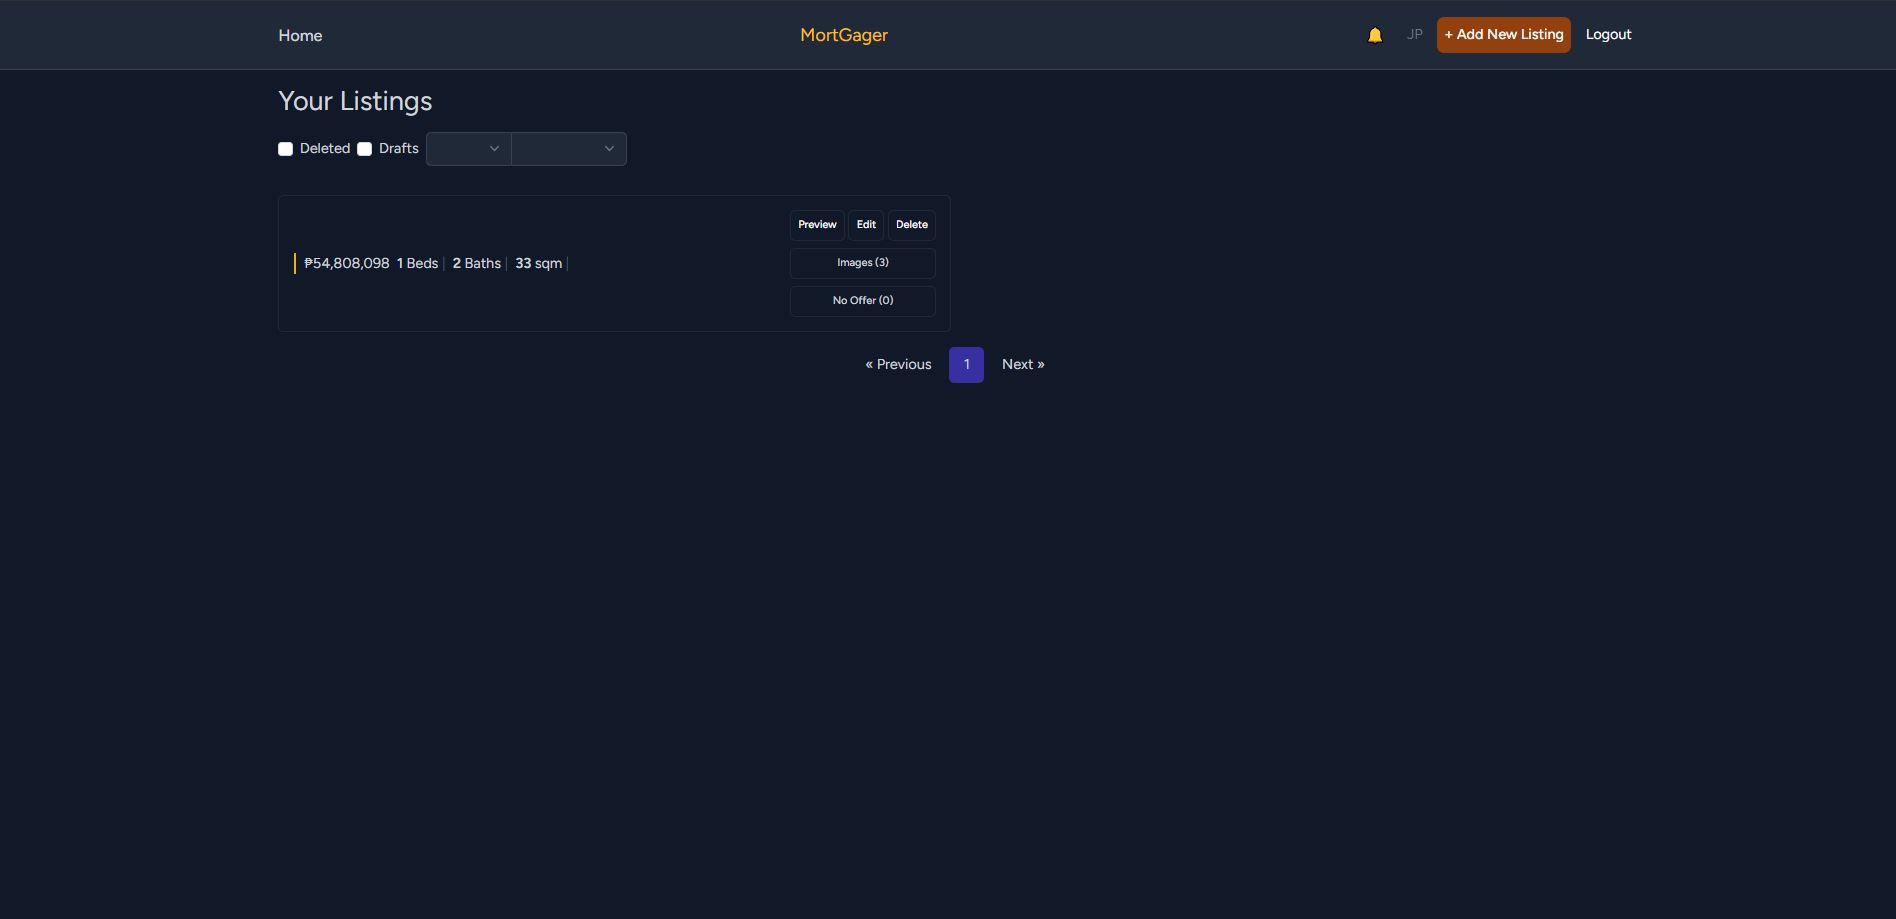 Home MortGager JP + Add New Listing Logout
Your Listings
Deleted Drafts
Preview Edit Delete
₱54,808,098 1 Beds | 2 Baths | 33 sqm |
Images (3)
No Offer (0)
« Previous 1 Next »